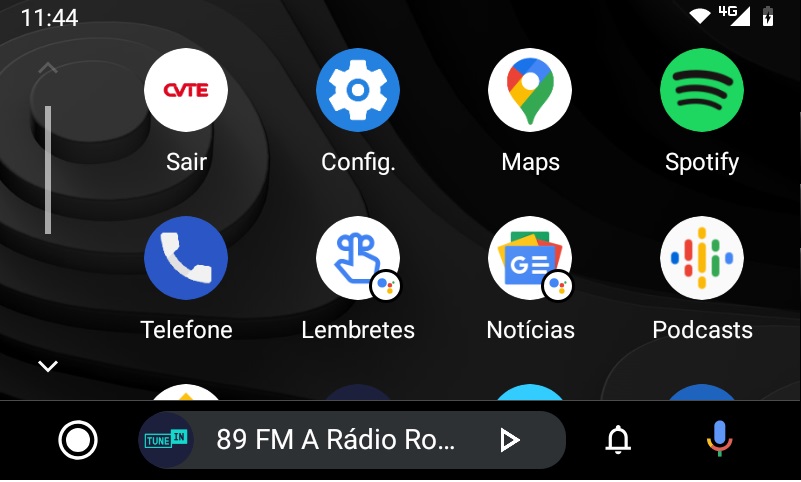 11:44
4G
CVTE
Sair
Config.
Maps
Spotify
GE
Telefone
Lembretes
Notícias
Podcasts
TUNE IN
89 FM A Rádio Ro...